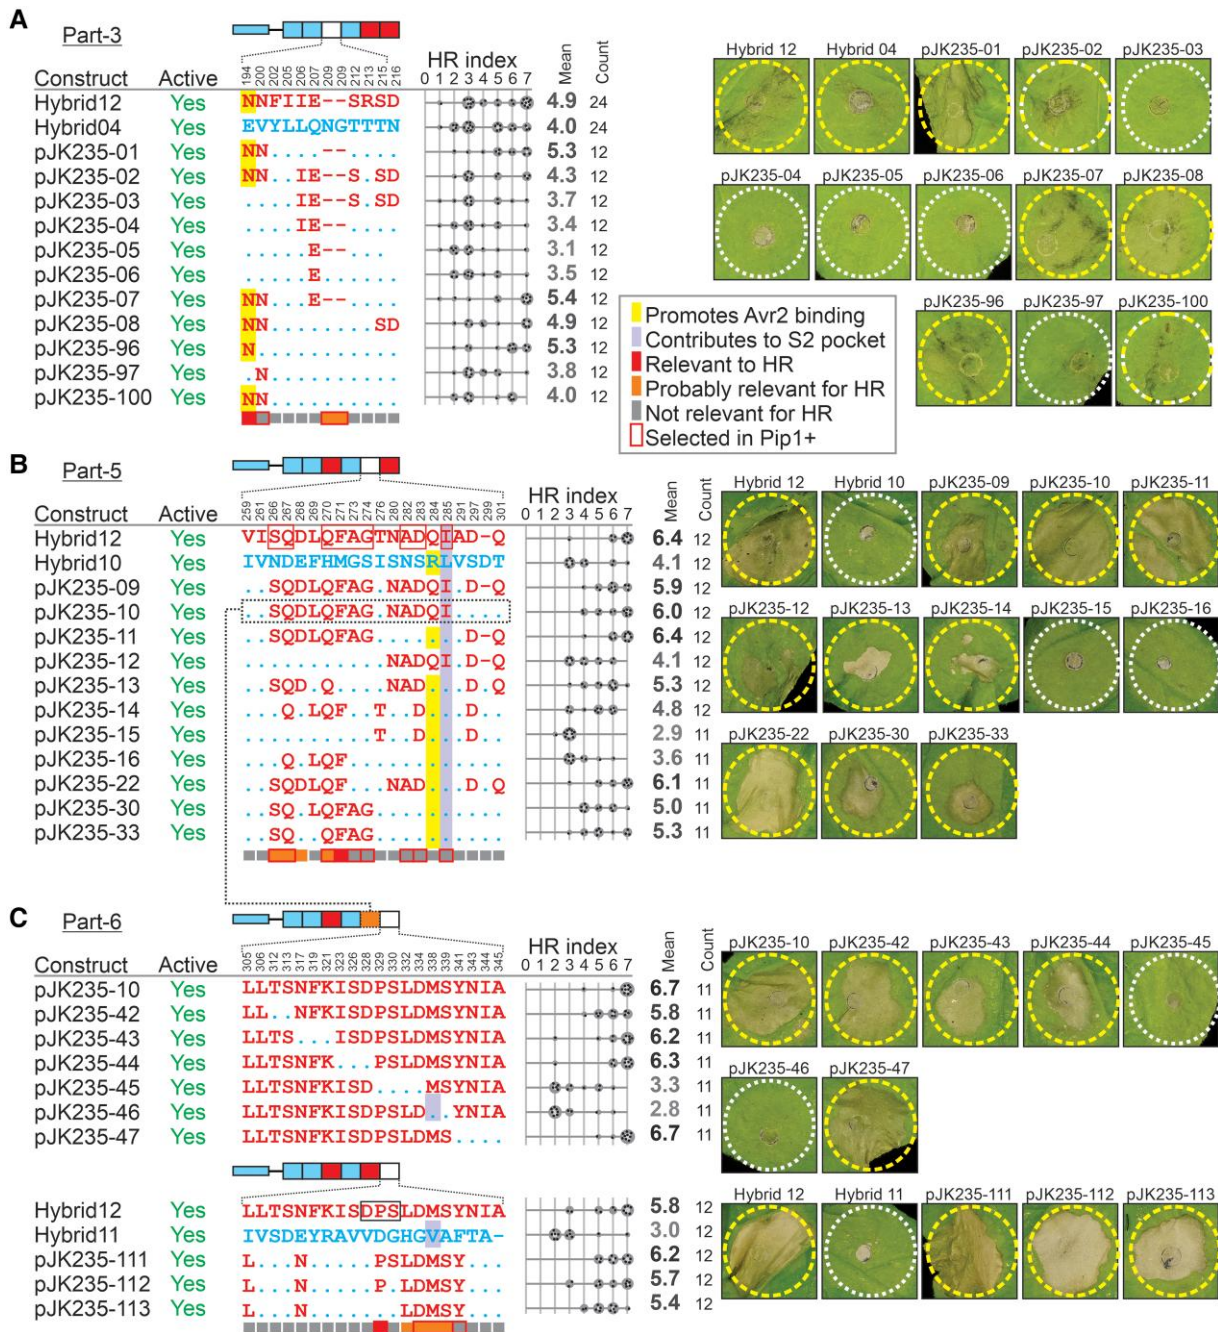 A Part-3
194 200 202 205 206 207 209 209 212 213 215 216
HR index
Construct Active 0 1 2 3 4 5 6 7 Mean Count
Hybrid12 Yes NNFIIE--SRSD 4.9 24
Hybrid04 Yes EVYLLQNGTTTN 4.0 24
pJK235-01 Yes NN....--.... 5.3 12
pJK235-02 Yes NN..IE--S.SD 4.3 12
pJK235-03 Yes ....IE--S.SD 3.7 12
pJK235-04 Yes ....IE--.... 3.4 12
pJK235-05 Yes .....E--.... 3.1 12
pJK235-06 Yes .....E...... 3.5 12
pJK235-07 Yes NN...E--.... 5.4 12
pJK235-08 Yes NN........SD 4.9 12
pJK235-96 Yes N........... 5.3 12
pJK235-97 Yes .N.......... 3.8 12
pJK235-100 Yes NN.......... 4.0 12
Hybrid 12 Hybrid 04 pJK235-01 pJK235-02 pJK235-03
pJK235-04 pJK235-05 pJK235-06 pJK235-07 pJK235-08
pJK235-96 pJK235-97 pJK235-100
Promotes Avr2 binding
Contributes to S2 pocket
Relevant to HR
Probably relevant for HR
Not relevant for HR
Selected in Pip1+
B Part-5
259 261 266 267 268 269 270 271 273 274 276 280 282 283 284 285 291 297 299 301
HR index
Construct Active 0 1 2 3 4 5 6 7 Mean Count
Hybrid12 Yes VISQDLQFAGTNADQIAD-Q 6.4 12
Hybrid10 Yes IVNDEFHMGSISNSRLVSDT 4.1 12
pJK235-09 Yes ..SQDLQFAG.NADQI.D-Q 5.9 12
pJK235-10 Yes ..SQDLQFAG.NADQI.... 6.0 12
pJK235-11 Yes ..SQDLQFAG.......D-Q 6.4 12
pJK235-12 Yes ...........NADQI.D-Q 4.1 12
pJK235-13 Yes ..SQD.Q....NAD...D.Q 5.3 12
pJK235-14 Yes ...Q.LQF..T..D...D.. 4.8 12
pJK235-15 Yes ..........T..D...D.. 2.9 11
pJK235-16 Yes ...Q.LQF............ 3.6 11
pJK235-22 Yes ..SQDLQF...NAD...D.Q 6.1 11
pJK235-30 Yes ..SQ.LQFAG.......... 5.0 11
pJK235-33 Yes ..SQ..QFAG.......... 5.3 11
Hybrid 12 Hybrid 10 pJK235-09 pJK235-10 pJK235-11
pJK235-12 pJK235-13 pJK235-14 pJK235-15 pJK235-16
pJK235-22 pJK235-30 pJK235-33
C Part-6
305 306 312 313 317 321 323 326 328 329 330 332 334 338 339 341 343 344 345
HR index
Construct Active 0 1 2 3 4 5 6 7 Mean Count
pJK235-10 Yes LLTSNFKISDPSLDMSYNIA 6.7 11
pJK235-42 Yes LL..NFKISDPSLDMSYNIA 5.8 11
pJK235-43 Yes LLTS...ISDPSLDMSYNIA 6.2 11
pJK235-44 Yes LLTSNFK...PSLDMSYNIA 6.3 11
pJK235-45 Yes LLTSNFKISD....MSYNIA 3.3 11
pJK235-46 Yes LLTSNFKISDPSLD..YNIA 2.8 11
pJK235-47 Yes LLTSNFKISDPSLDMS.... 6.7 11
pJK235-10 pJK235-42 pJK235-43 pJK235-44 pJK235-45
pJK235-46 pJK235-47
Hybrid12 Yes LLTSNFKISDPSLDMSYNIA 5.8 12
Hybrid11 Yes IVSDEYRAVVDGHGVAFTA- 3.0 12
pJK235-111 Yes L...N.....PSLDMSY... 6.2 12
pJK235-112 Yes L...N.....P.LDMSY... 5.7 12
pJK235-113 Yes L...N.......LDMSY... 5.4 12
Hybrid 12 Hybrid 11 pJK235-111 pJK235-112 pJK235-113